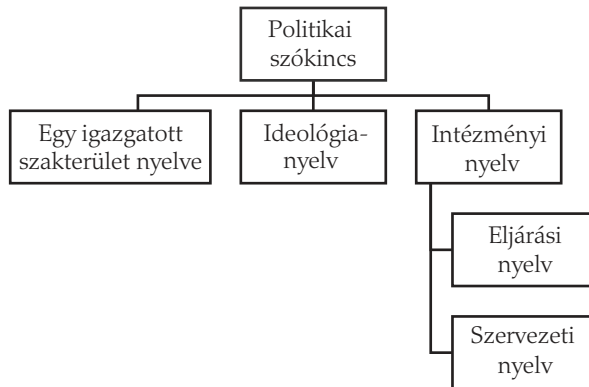 Politikai
szókincs
Egy igazgatott
szakterület nyelve
Ideológia-
nyelv
Intézményi
nyelv
Eljárási
nyelv
Szervezeti
nyelv